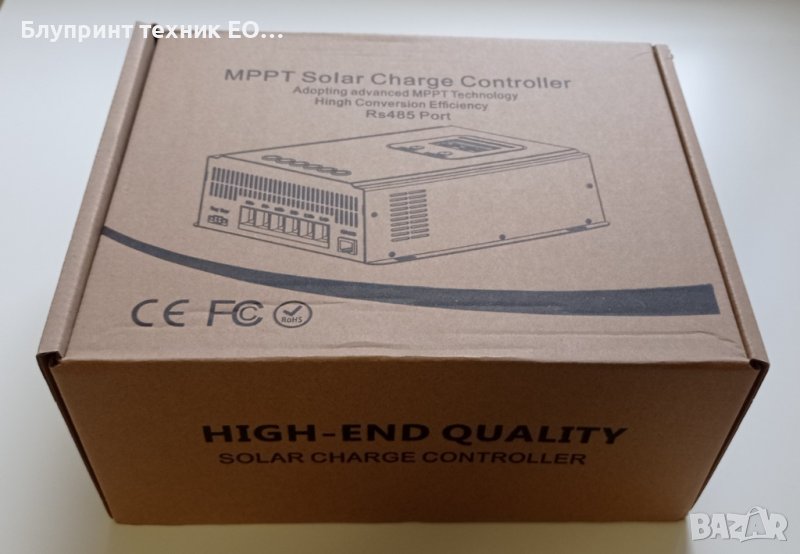 Блупринт техник ЕО...
MPPT Solar Charge Controller
Adopting advanced MPPT Technology
Hingh Conversion Efficiency
Rs485 Port
CE FC RoHS
HIGH-END QUALITY
SOLAR CHARGE CONTROLLER
BAZAR